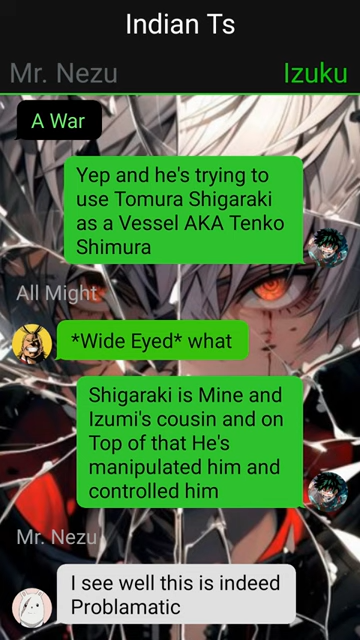 Indian Ts
Mr. Nezu
Izuku
A War
Yep and he's trying to
use Tomura Shigaraki
as a Vessel AKA Tenko
Shimura
All Might
*Wide Eyed* what
Shigaraki is Mine and
Izumi's cousin and on
Top of that He's
manipulated him and
controlled him
Mr. Nezu
I see well this is indeed
Problamatic